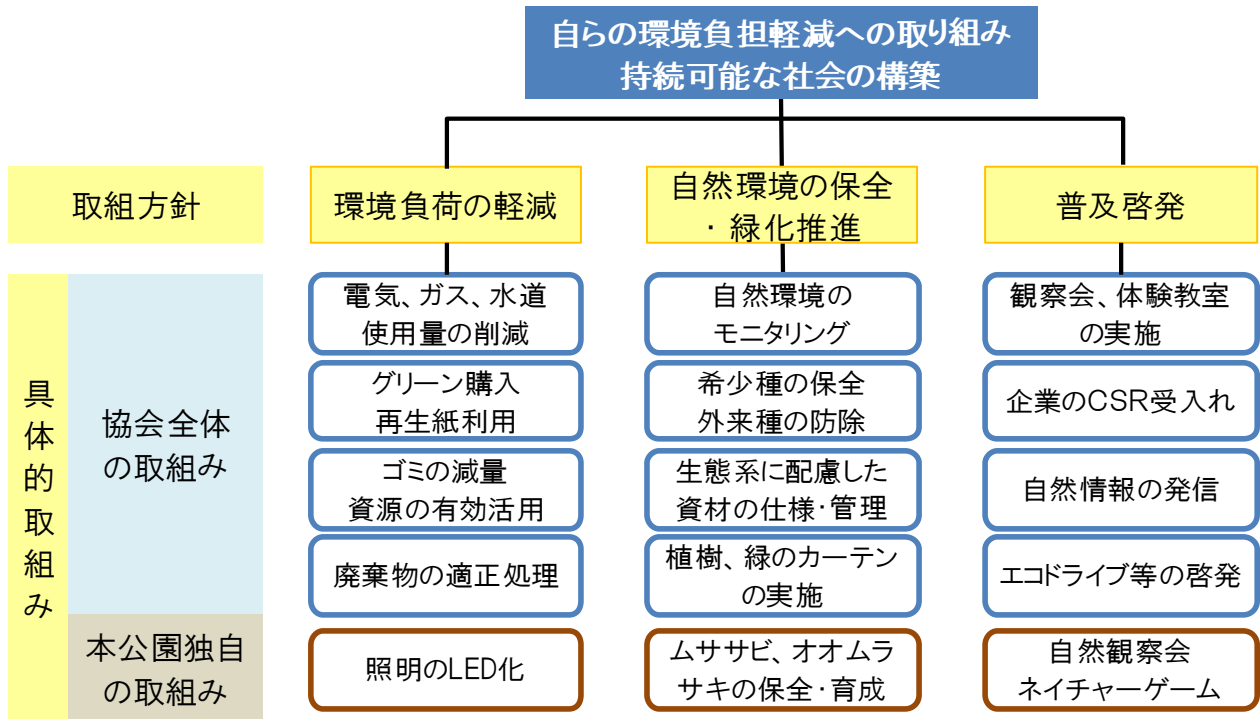 自らの環境負担軽減への取り組み
持続可能な社会の構築
取組方針
環境負荷の軽減
自然環境の保全
・緑化推進
普及啓発
具体的取組み
協会全体
の取組み
電気、ガス、水道
使用量の削減
グリーン購入
再生紙利用
ゴミの減量
資源の有効活用
廃棄物の適正処理
自然環境の
モニタリング
希少種の保全
外来種の防除
生態系に配慮した
資材の仕様・管理
植樹、緑のカーテン
の実施
観察会、体験教室
の実施
企業のCSR受入れ
自然情報の発信
エコドライブ等の啓発
本公園独自
の取組み
照明のLED化
ムササビ、オオムラ
サキの保全・育成
自然観察会
ネイチャーゲーム